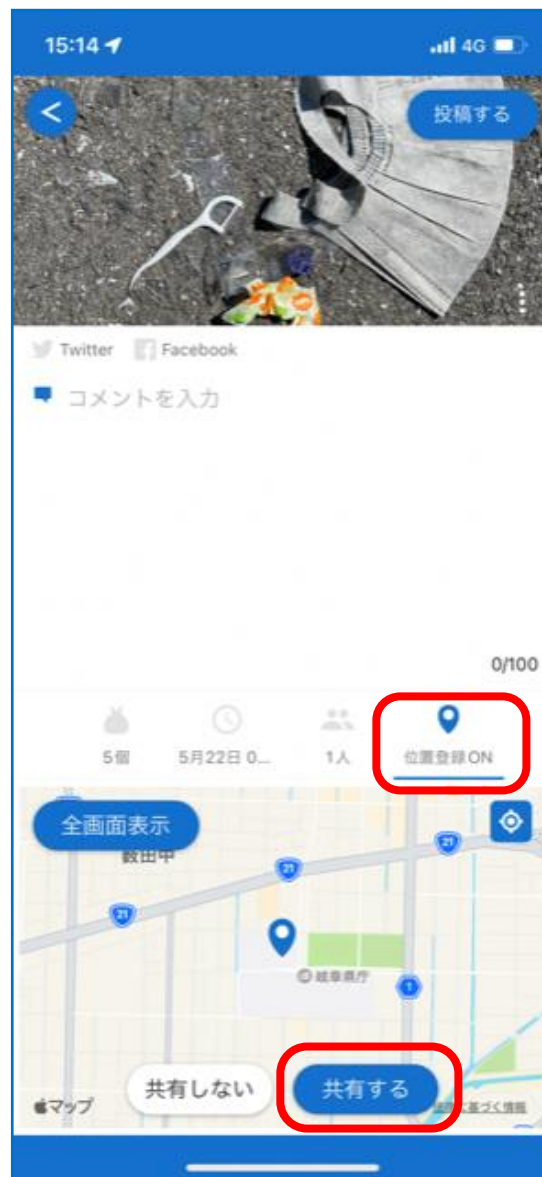 15:14
4G
投稿する
Twitter
Facebook
コメントを入力
0/100
5個
5月22日 0...
1人
位置登録ON
全画面表示
藪田中
21
21
21
岐阜県庁
1
共有しない
共有する
マップ